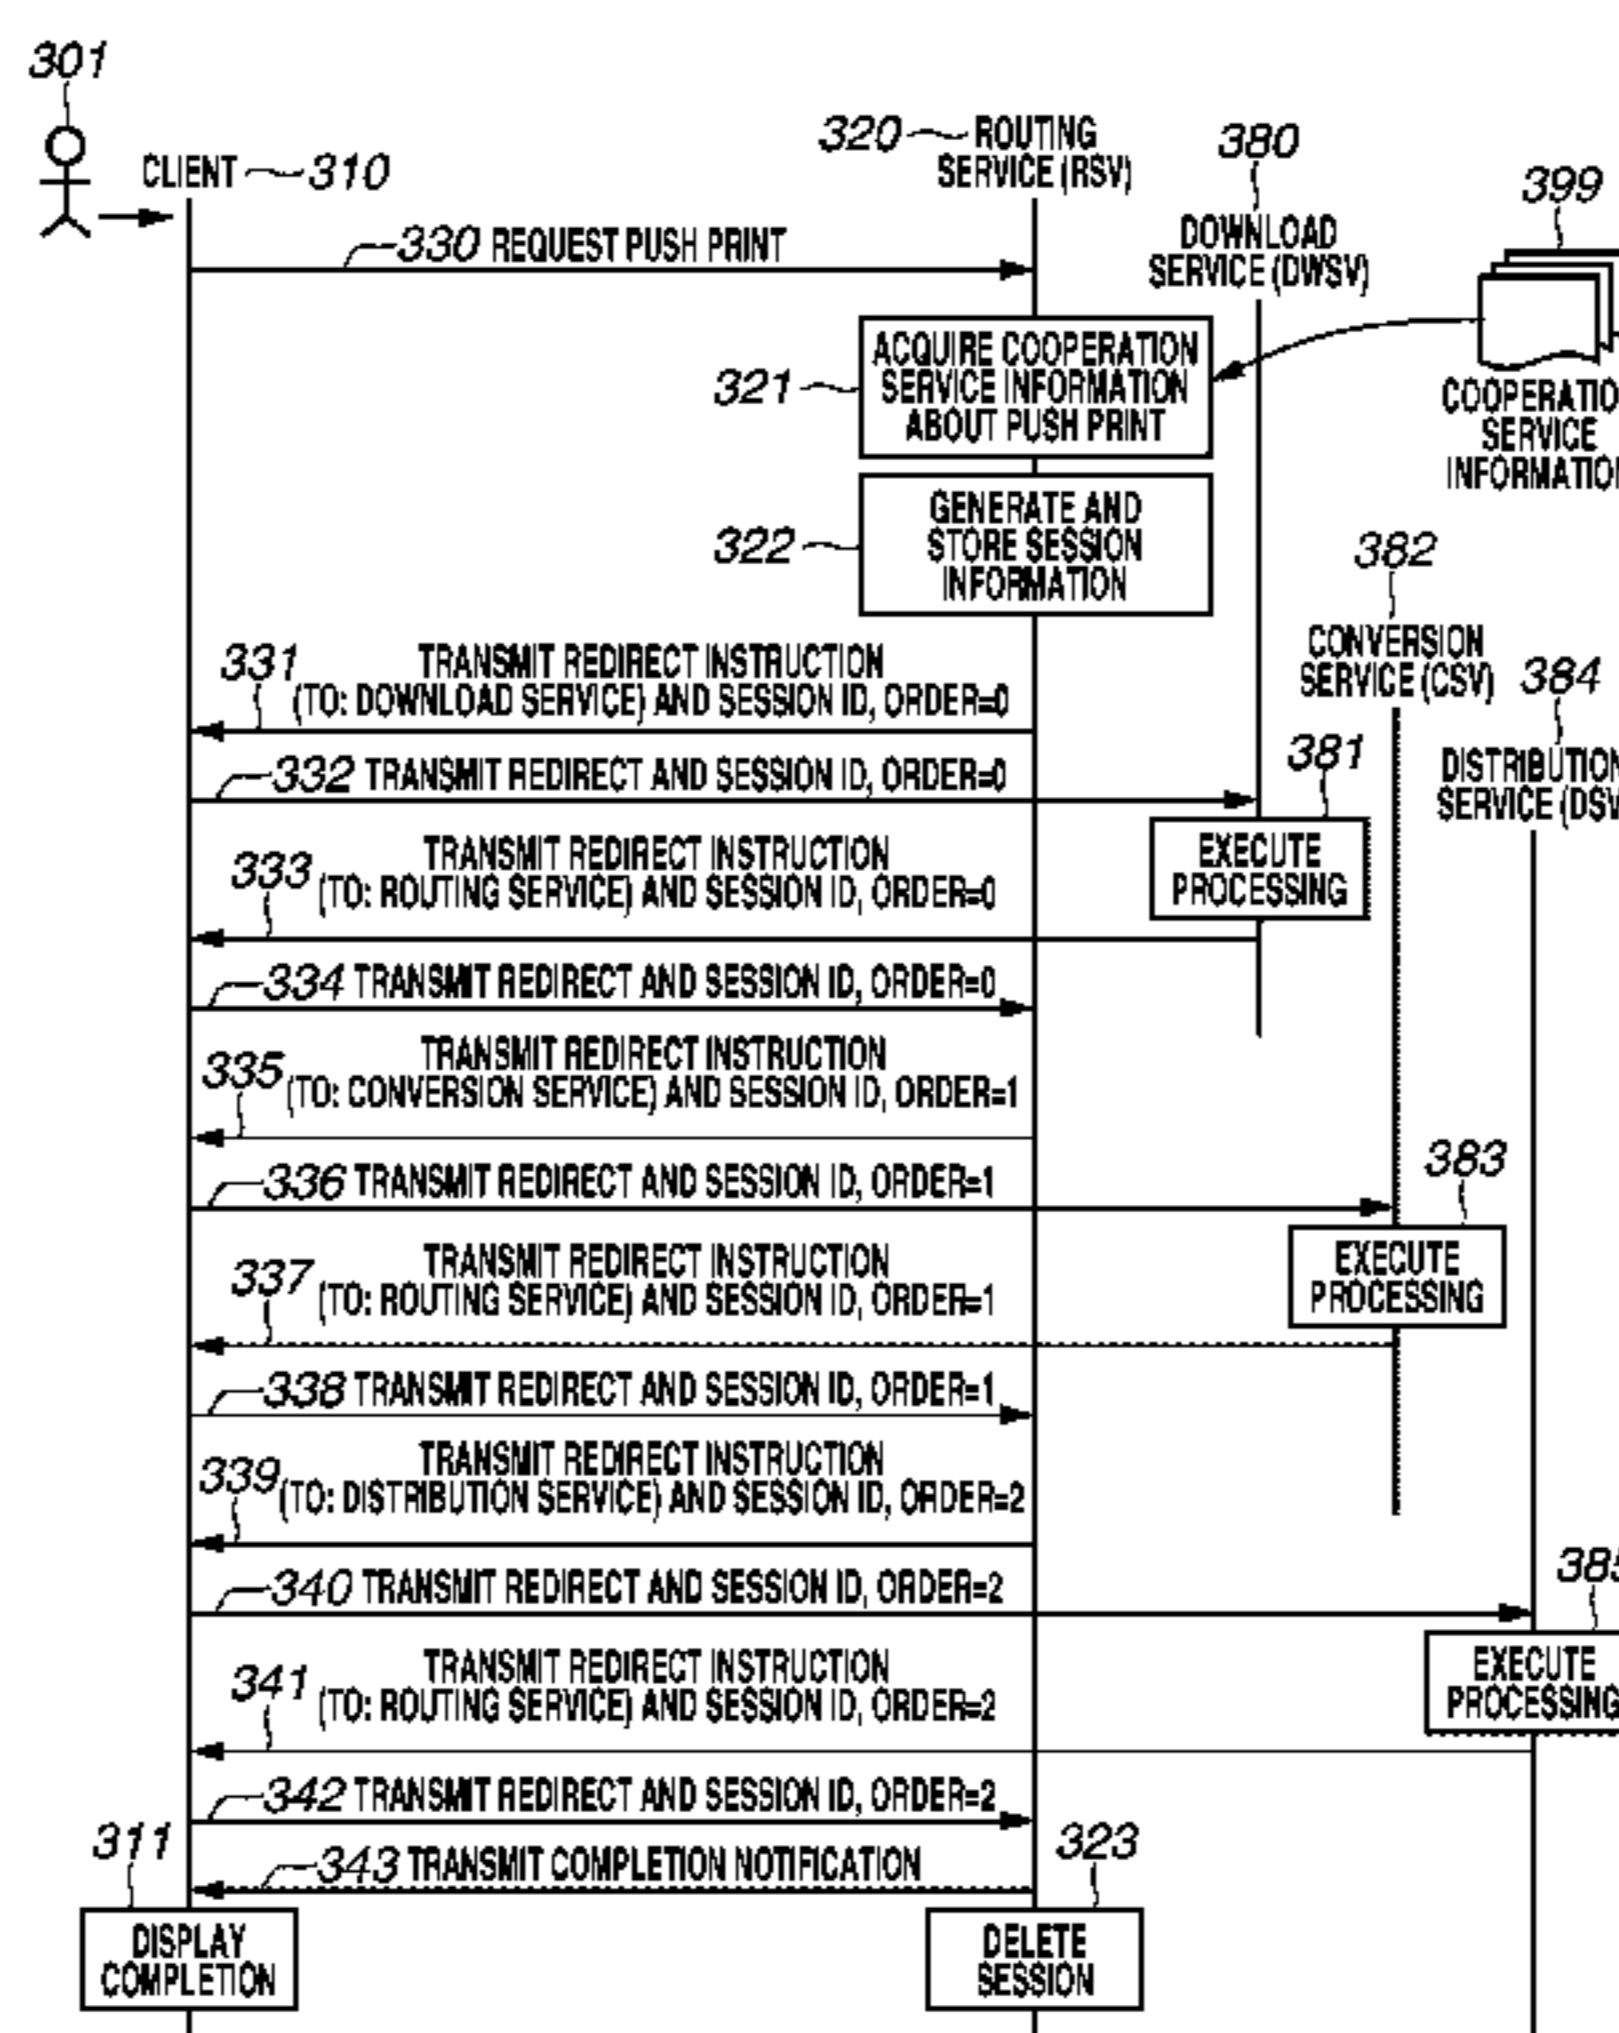 301
CLIENT 310
320 ROUTING
SERVICE (RSV)
380
DOWNLOAD
SERVICE (DWSV)
399
330 REQUEST PUSH PRINT
321
ACQUIRE COOPERATION
SERVICE INFORMATION
ABOUT PUSH PRINT
COOPERATIO
SERVICE
INFORMATIO
322
GENERATE AND
STORE SESSION
INFORMATION
382
CONVERSION
SERVICE (CSV)
384
DISTRIBUTION
SERVICE (DSV
331 TRANSMIT REDIRECT INSTRUCTION
(TO: DOWNLOAD SERVICE) AND SESSION ID, ORDER=0
332 TRANSMIT REDIRECT AND SESSION ID, ORDER=0
381
EXECUTE
PROCESSING
333 TRANSMIT REDIRECT INSTRUCTION
(TO: ROUTING SERVICE) AND SESSION ID, ORDER=0
334 TRANSMIT REDIRECT AND SESSION ID, ORDER=0
335 TRANSMIT REDIRECT INSTRUCTION
(TO: CONVERSION SERVICE) AND SESSION ID, ORDER=1
336 TRANSMIT REDIRECT AND SESSION ID, ORDER=1
383
EXECUTE
PROCESSING
337 TRANSMIT REDIRECT INSTRUCTION
(TO: ROUTING SERVICE) AND SESSION ID, ORDER=1
338 TRANSMIT REDIRECT AND SESSION ID, ORDER=1
339 TRANSMIT REDIRECT INSTRUCTION
(TO: DISTRIBUTION SERVICE) AND SESSION ID, ORDER=2
340 TRANSMIT REDIRECT AND SESSION ID, ORDER=2
385
EXECUTE
PROCESSING
341 TRANSMIT REDIRECT INSTRUCTION
(TO: ROUTING SERVICE) AND SESSION ID, ORDER=2
342 TRANSMIT REDIRECT AND SESSION ID, ORDER=2
343 TRANSMIT COMPLETION NOTIFICATION
311
DISPLAY
COMPLETION
323
DELETE
SESSION